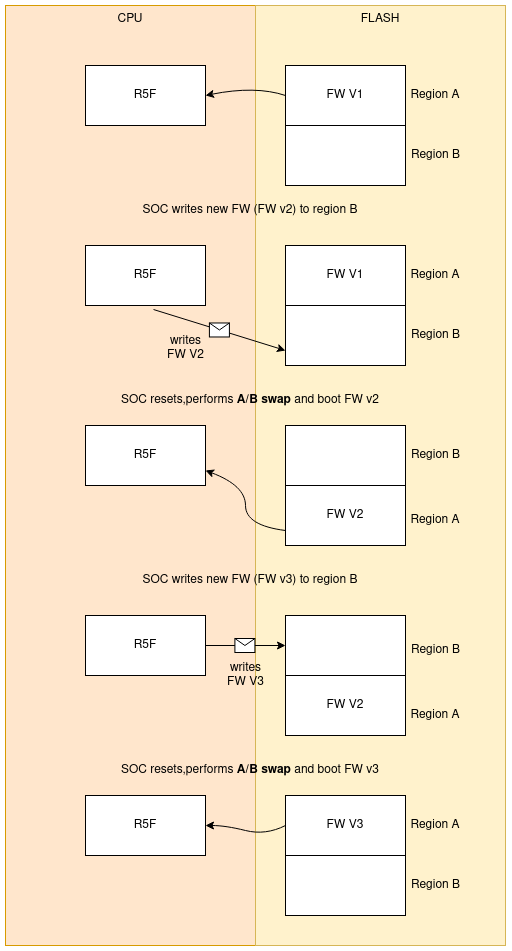 CPU
FLASH
R5F
FW V1
Region A
Region B
SOC writes new FW (FW v2) to region B
R5F
FW V1
Region A
Region B
writes
FW V2
SOC resets,performs A/B swap and boot FW v2
R5F
Region B
FW V2
Region A
SOC writes new FW (FW v3) to region B
R5F
Region B
writes
FW V3
FW V2
Region A
SOC resets,performs A/B swap and boot FW v3
R5F
FW V3
Region A
Region B